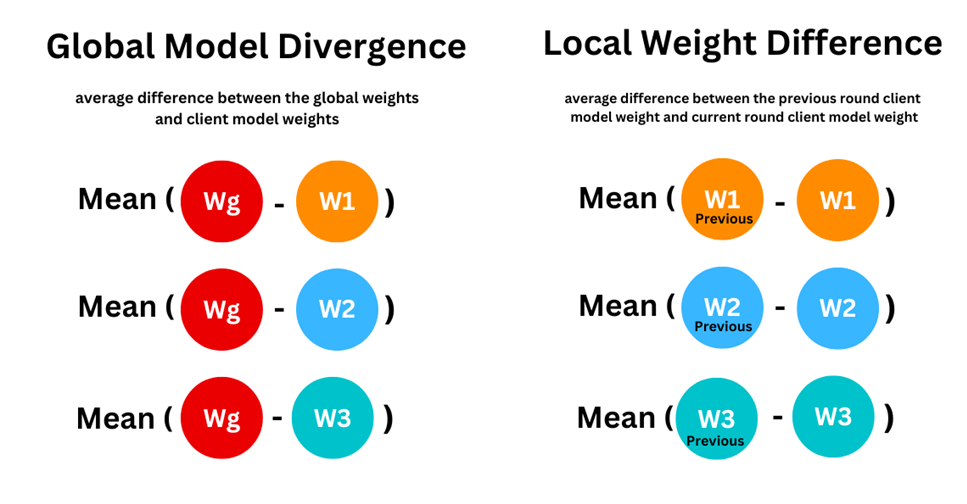 Global Model Divergence
average difference between the global weights
and client model weights
Mean ( Wg - W1 )
Mean ( Wg - W2 )
Mean ( Wg - W3 )
Local Weight Difference
average difference between the previous round client
model weight and current round client model weight
Mean ( W1 Previous - W1 )
Mean ( W2 Previous - W2 )
Mean ( W3 Previous - W3 )